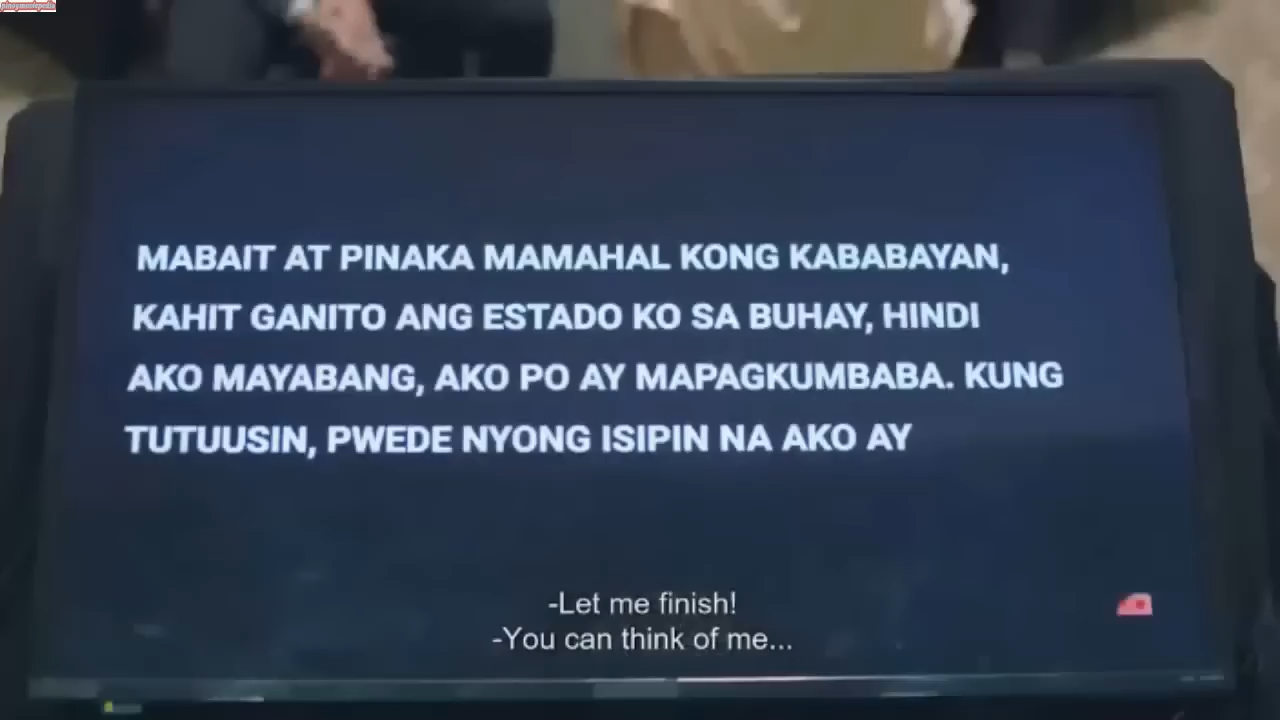 pinoymoviepedia
MABAIT AT PINAKA MAMAHAL KONG KABABAYAN,
KAHIT GANITO ANG ESTADO KO SA BUHAY, HINDI
AKO MAYABANG, AKO PO AY MAPAGKUMBABA. KUNG
TUTUUSIN, PWEDE NYONG ISIPIN NA AKO AY
-Let me finish!
-You can think of me...